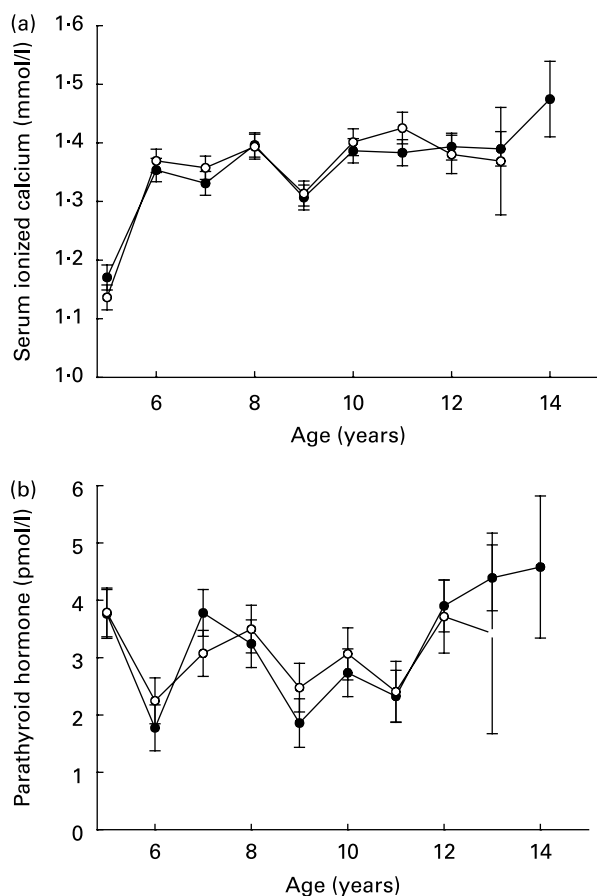 (a)
Serum ionized calcium (mmol/l)
1·6
1·5
1·4
1·3
1·2
1·1
1·0
6 8 10 12 14
Age (years)
(b)
Parathyroid hormone (pmol/l)
6
5
4
3
2
1
0
6 8 10 12 14
Age (years)